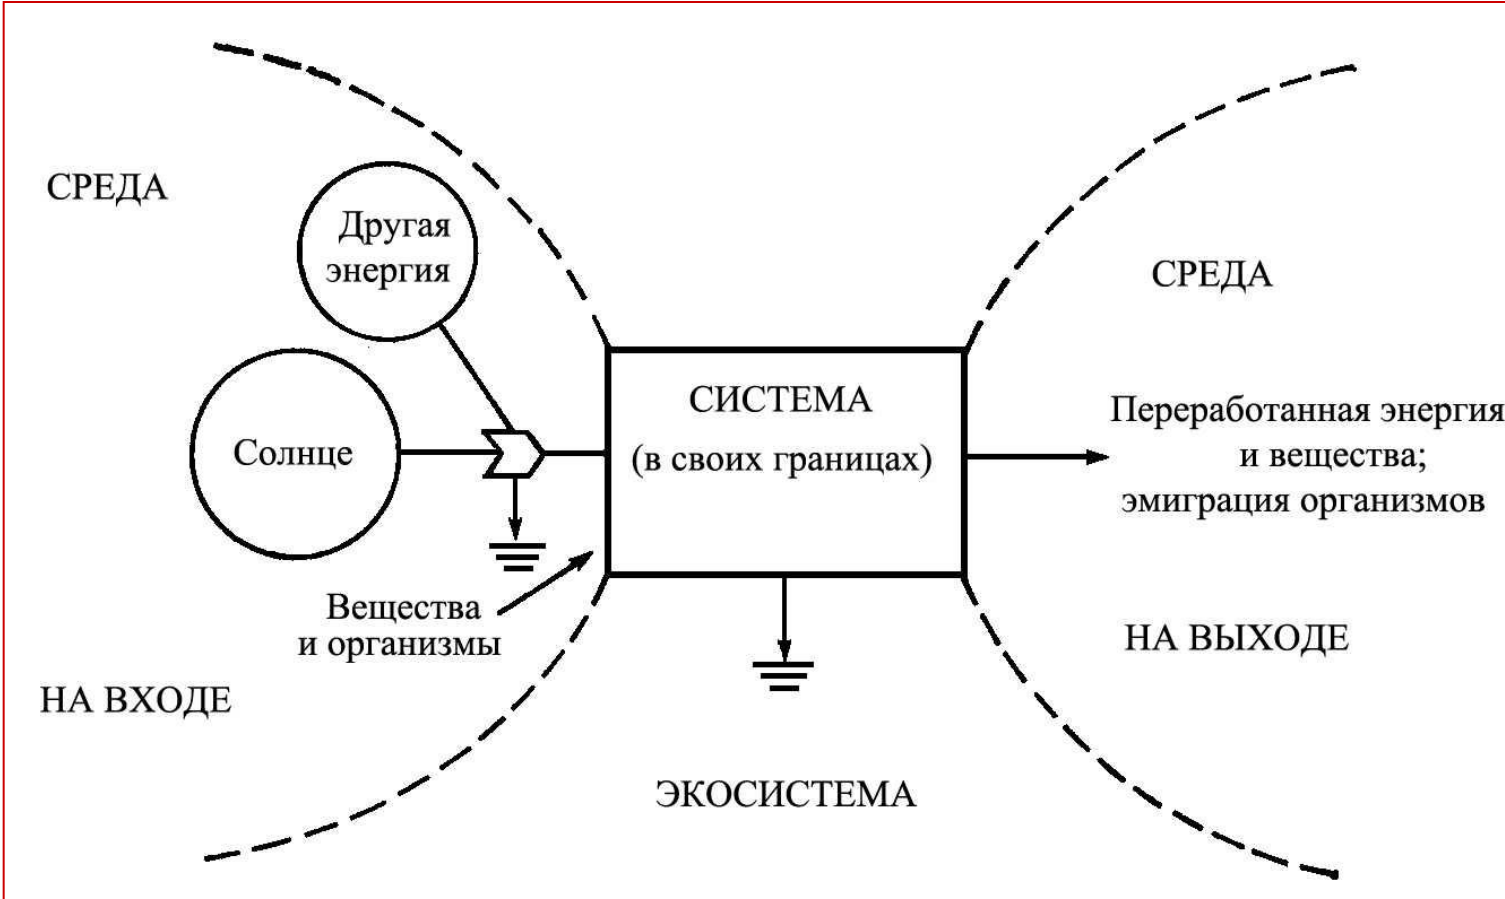 СРЕДА
Другая
энергия
Солнце
Вещества
и организмы
НА ВХОДЕ
СИСТЕМА
(в своих границах)
ЭКОСИСТЕМА
СРЕДА
Переработанная энергия
и вещества;
эмиграция организмов
НА ВЫХОДЕ